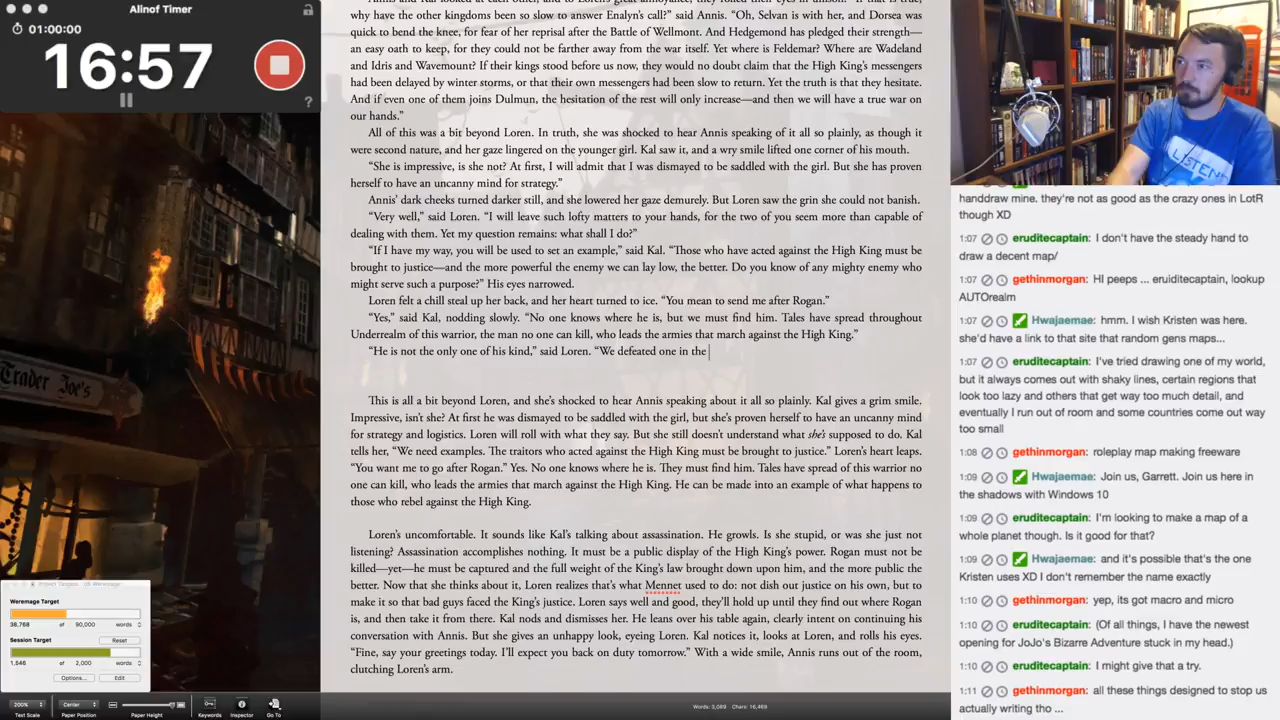 Alinof Timer
01:00:00
16:57
?
Trader Joe's
Weremage Target
of 90,000 words
Session Target
Reset
1,546 of 2,000 words
Options... Edit
200%
Text Scale
Center
Paper Position
Paper Height
Keywords
Inspector
Go To
why have the other kingdoms been so slow to answer Enalyn's call?” said Annis. “Oh, Selvan is with her, and Dorsea was
quick to bend the knee, for fear of her reprisal after the Battle of Wellmont. And Hedgemond has pledged their strength—
an easy oath to keep, for they could not be farther away from the war itself. Yet where is Feldemar? Where are Wadeland
and Idris and Wavemount? If their kings stood before us now, they would no doubt claim that the High King's messengers
had been delayed by winter storms, or that their own messengers had been slow to return. Yet the truth is that they hesitate.
And if even one of them joins Dulmun, the hesitation of the rest will only increase—and then we will have a true war on
our hands.”
All of this was a bit beyond Loren. In truth, she was shocked to hear Annis speaking of it all so plainly, as though it
were second nature, and her gaze lingered on the younger girl. Kal saw it, and a wry smile lifted one corner of his mouth.
“She is impressive, is she not? At first, I will admit that I was dismayed to be saddled with the girl. But she has proven
herself to have an uncanny mind for strategy.”
Annis' dark cheeks turned darker still, and she lowered her gaze demurely. But Loren saw the grin she could not banish.
“Very well,” said Loren. “I will leave such lofty matters to your hands, for the two of you seem more than capable of
dealing with them. Yet my question remains: what shall I do?”
“If I have my way, you will be used to set an example,” said Kal. “Those who have acted against the High King must be
brought to justice—and the more powerful the enemy we can lay low, the better. Do you know of any mighty enemy who
might serve such a purpose?” His eyes narrowed.
Loren felt a chill steal up her back, and her heart turned to ice. “You mean to send me after Rogan.”
“Yes,” said Kal, nodding slowly. “No one knows where he is, but we must find him. Tales have spread throughout
Underrealm of this warrior, the man no one can kill, who leads the armies that march against the High King.”
“He is not the only one of his kind,” said Loren. “We defeated one in the
This is all a bit beyond Loren, and she's shocked to hear Annis speaking about it all so plainly. Kal gives a grim smile.
Impressive, isn't she? At first he was dismayed to be saddled with the girl, but she's proven herself to have an uncanny mind
for strategy and logistics. Loren will roll with what they say. But she still doesn't understand what she's supposed to do. Kal
tells her, “We need examples. The traitors who acted against the High King must be brought to justice.” Loren's heart leaps.
“You want me to go after Rogan.” Yes. No one knows where he is. They must find him. Tales have spread of this warrior no
one can kill, who leads the armies that march against the High King. He can be made into an example of what happens to
those who rebel against the High King.
Loren's uncomfortable. It sounds like Kal's talking about assassination. He growls. Is she stupid, or was she just not
listening? Assassination accomplishes nothing. It must be a public display of the High King's power. Rogan must not be
killed—he must be captured and the full weight of the King's law brought down upon him, and the more public the
better. Now that she thinks about it, Loren realizes that's what Mennet used to do—not dish out justice on his own, but to
make it so that bad guys faced the King's justice. Loren says well and good, they'll hold up until they find out where Rogan
is, and then take it from there. Kal nods and dismisses her. He leans over his table again, clearly intent on continuing his
conversation with Annis. But she gives an unhappy look, eyeing Loren. Kal notices it, looks at Loren, and rolls his eyes.
“Fine, say your greetings today. I'll expect you back on duty tomorrow.” With a wide smile, Annis runs out of the room,
clutching Loren's arm.
Words: 3,069, Chars: 16,469
LISTEN
handdraw mine. they're not as good as the crazy ones in LotR
though XD
1:07 eruditecaptain: I don't have the steady hand to
draw a decent map/
1:07 gethinmorgan: HI peeps ... eruiditecaptain, lookup
AUTOrealm
1:07 Hwajaemae: hmm. I wish Kristen was here.
she'd have a link to that site that random gens maps...
1:07 eruditecaptain: I've tried drawing one of my world,
but it always comes out with shaky lines, certain regions that
look too lazy and others that get way too much detail, and
eventually I run out of room and some countries come out way
too small
1:08 gethinmorgan: roleplay map making freeware
1:09 Hwajaemae: Join us, Garrett. Join us here in
the shadows with Windows 10
1:09 eruditecaptain: I'm looking to make a map of a
whole planet though. Is it good for that?
1:09 Hwajaemae: and it's possible that's the one
Kristen uses XD I don't remember the name exactly
1:10 gethinmorgan: yep, its got macro and micro
1:10 eruditecaptain: (Of all things, I have the newest
opening for JoJo's Bizarre Adventure stuck in my head.)
1:10 eruditecaptain: I might give that a try.
1:11 gethinmorgan: all these things designed to stop us
actually writing tho ...